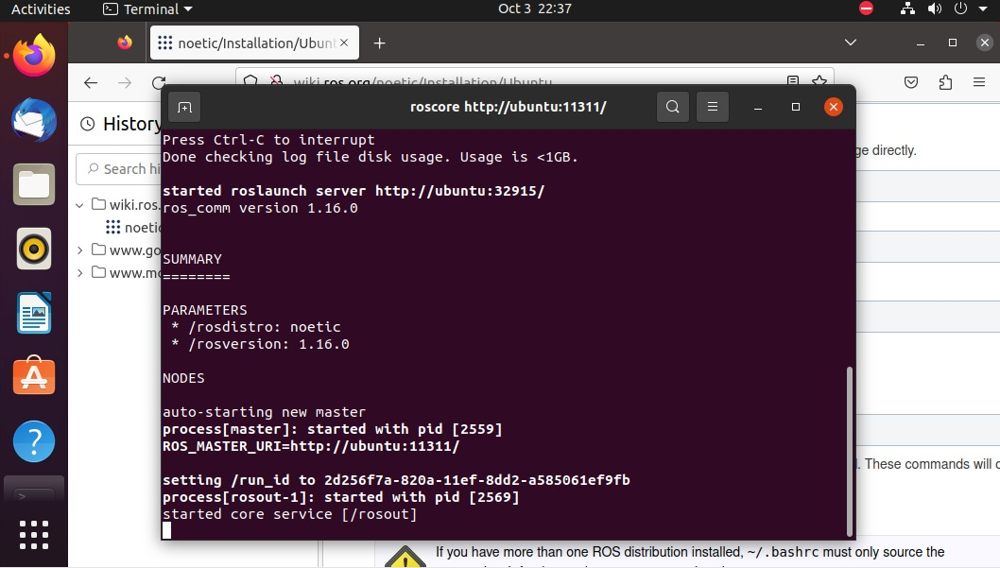 Activities
Terminal
Oct 3 22:37
noetic/Installation/Ubunt
wiki.ros.org/noetic/Installation/Ubuntu
roscore http://ubuntu:11311/
History
Search hi
wiki.ros.
noetic
www.go
www.mo
Press Ctrl-C to interrupt
Done checking log file disk usage. Usage is <1GB.
started roslaunch server http://ubuntu:32915/
ros_comm version 1.16.0
SUMMARY
========
PARAMETERS
* /rosdistro: noetic
* /rosversion: 1.16.0
NODES
auto-starting new master
process[master]: started with pid [2559]
ROS_MASTER_URI=http://ubuntu:11311/
setting /run_id to 2d256f7a-820a-11ef-8dd2-a585061ef9fb
process[rosout-1]: started with pid [2569]
started core service [/rosout]
ge directly.
. These commands will c
If you have more than one ROS distribution installed, ~/.bashrc must only source the